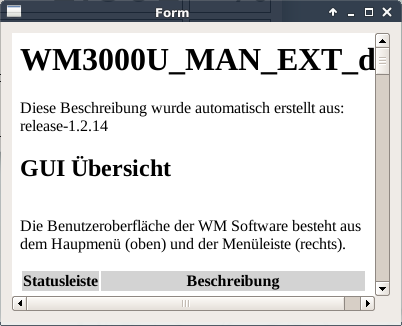 Form
WM3000U_MAN_EXT_d
Diese Beschreibung wurde automatisch erstellt aus:
release-1.2.14
GUI Übersicht
Die Benutzeroberfläche der WM Software besteht aus
dem Haupmenü (oben) und der Menüleiste (rechts).
Statusleiste Beschreibung